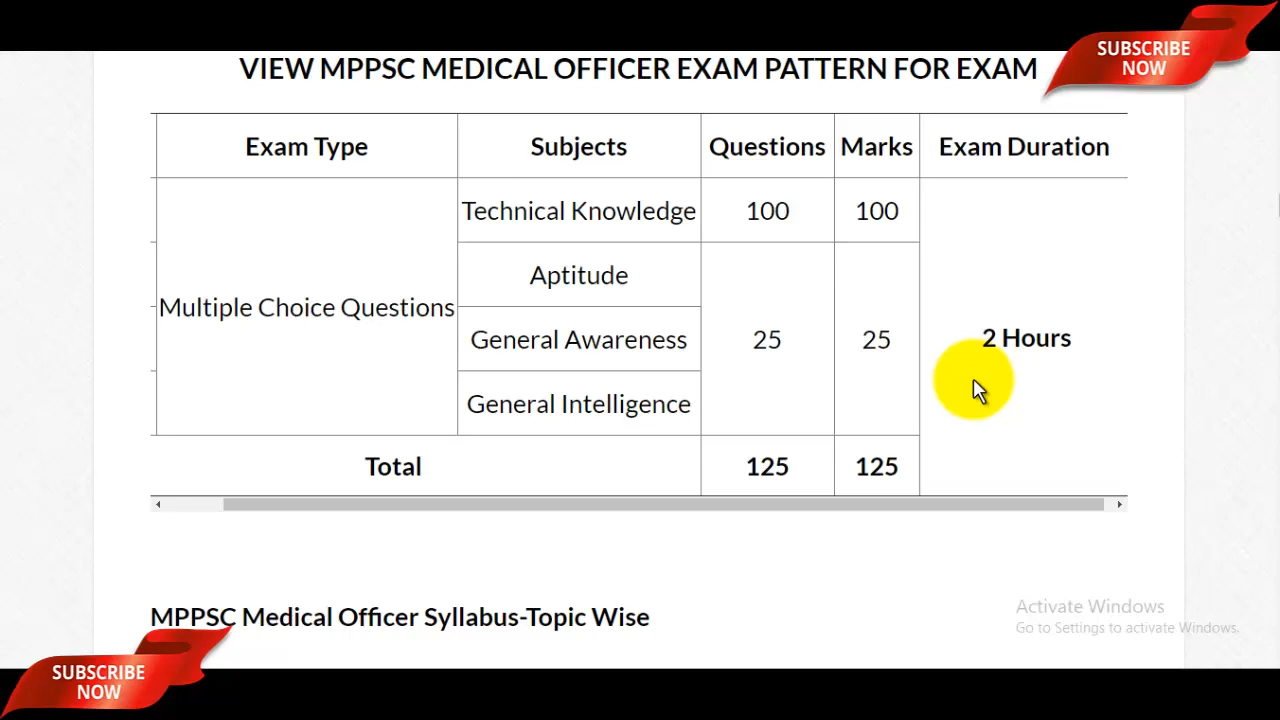 SUBSCRIBE
NOW
VIEW MPPSC MEDICAL OFFICER EXAM PATTERN FOR EXAM
Exam Type Subjects Questions Marks Exam Duration
Technical Knowledge 100 100
Aptitude
Multiple Choice Questions
General Awareness 25 25 2 Hours
General Intelligence
Total 125 125
MPPSC Medical Officer Syllabus-Topic Wise
Activate Windows
Go to Settings to activate Windows.
SUBSCRIBE
NOW